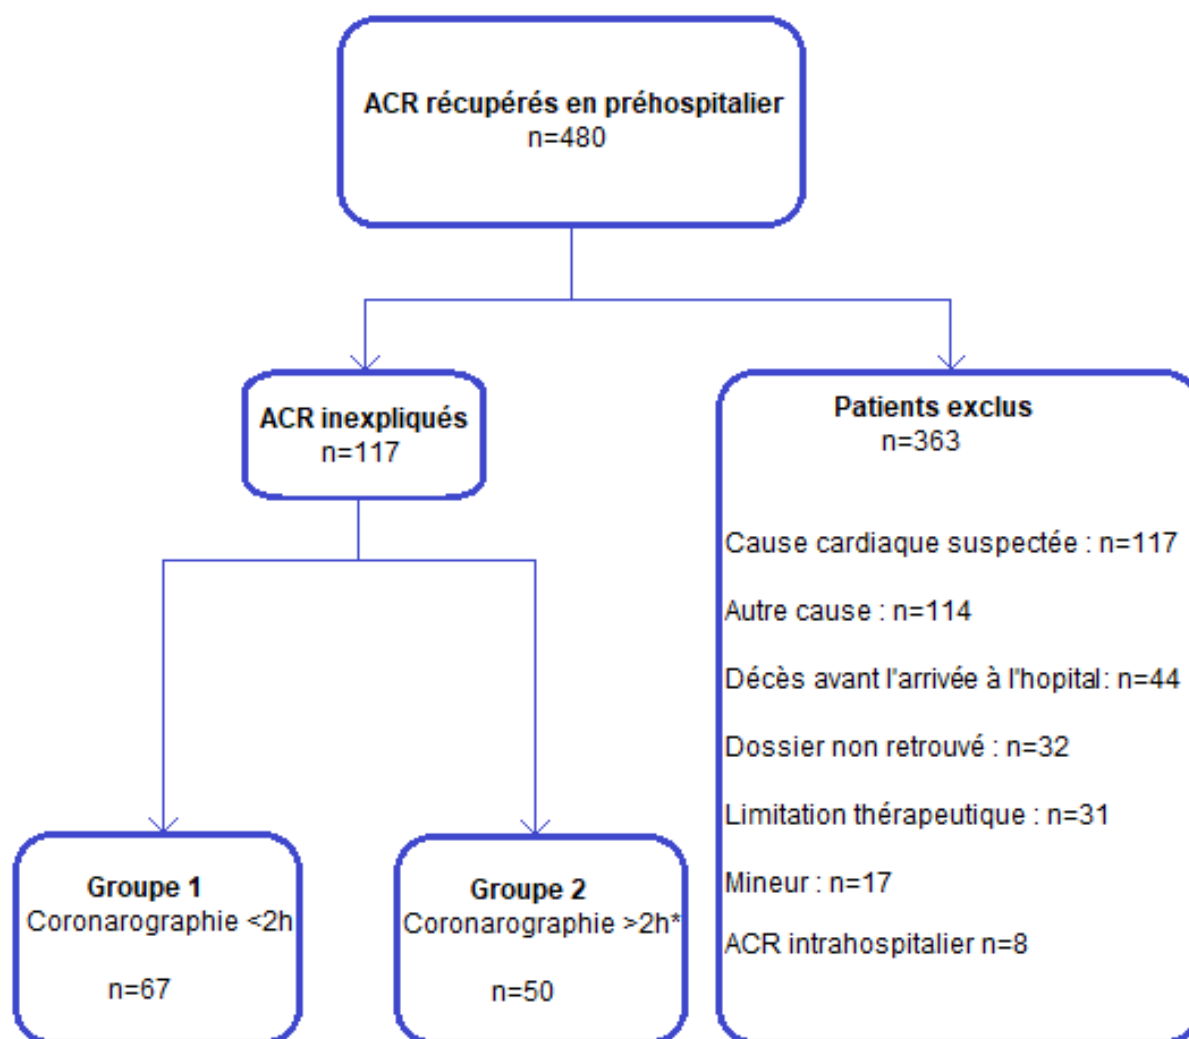 ACR récupérés en préhospitalier
n=480
ACR inexpliqués
n=117
Patients exclus
n=363
Cause cardiaque suspectée : n=117
Autre cause : n=114
Décès avant l'arrivée à l'hopital: n=44
Dossier non retrouvé : n=32
Limitation thérapeutique : n=31
Mineur : n=17
ACR intrahospitalier n=8
Groupe 1
Coronarographie <2h
n=67
Groupe 2
Coronarographie >2h*
n=50